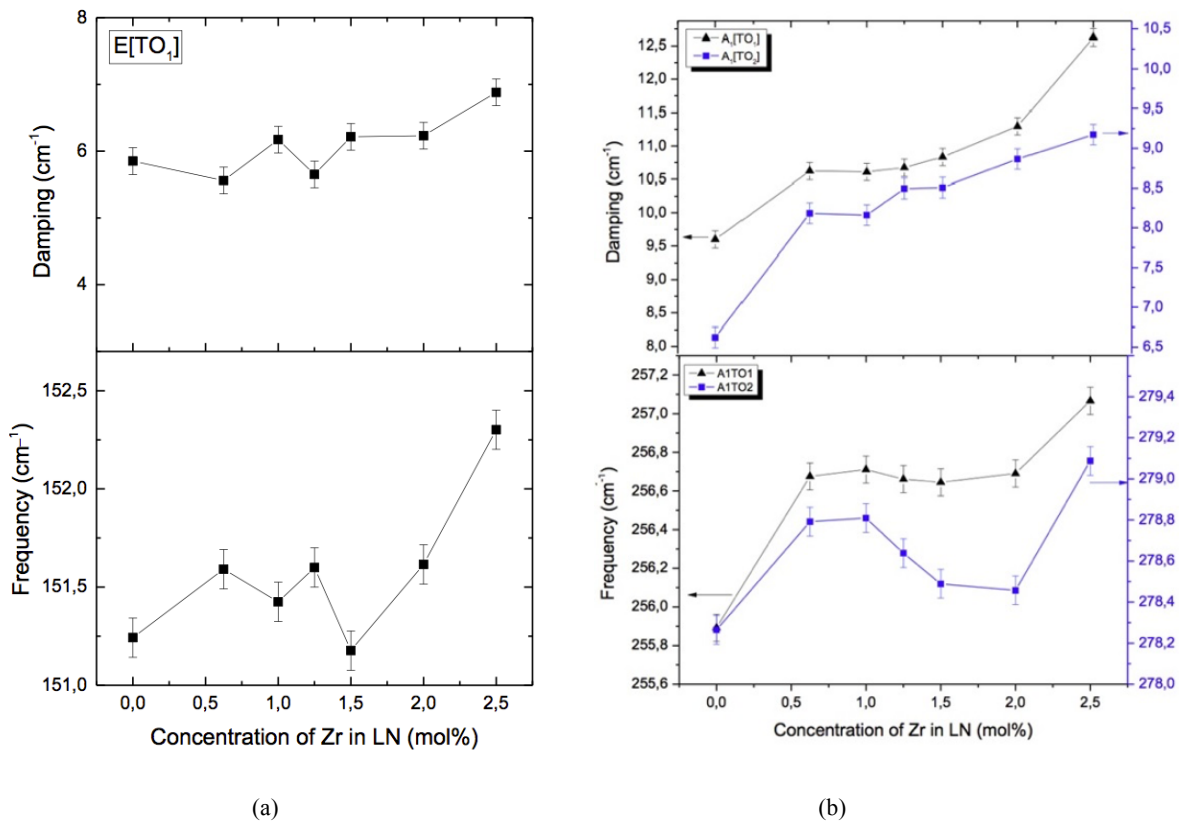 E[TO₁]
Damping (cm⁻¹)
8
6
4
Frequency (cm⁻¹)
152,5
152,0
151,5
151,0
0,0 0,5 1,0 1,5 2,0 2,5
Concentration of Zr in LN (mol%)
(a)
A₁[TO₁]
A₁[TO₂]
Damping (cm⁻¹)
12,5
12,0
11,5
11,0
10,5
10,0
9,5
9,0
8,5
8,0
10,5
10,0
9,5
9,0
8,5
8,0
7,5
7,0
6,5
A1TO1
A1TO2
Frequency (cm⁻¹)
257,2
257,0
256,8
256,6
256,4
256,2
256,0
255,8
255,6
279,4
279,2
279,0
278,8
278,6
278,4
278,2
278,0
0,0 0,5 1,0 1,5 2,0 2,5
Concentration of Zr in LN (mol%)
(b)